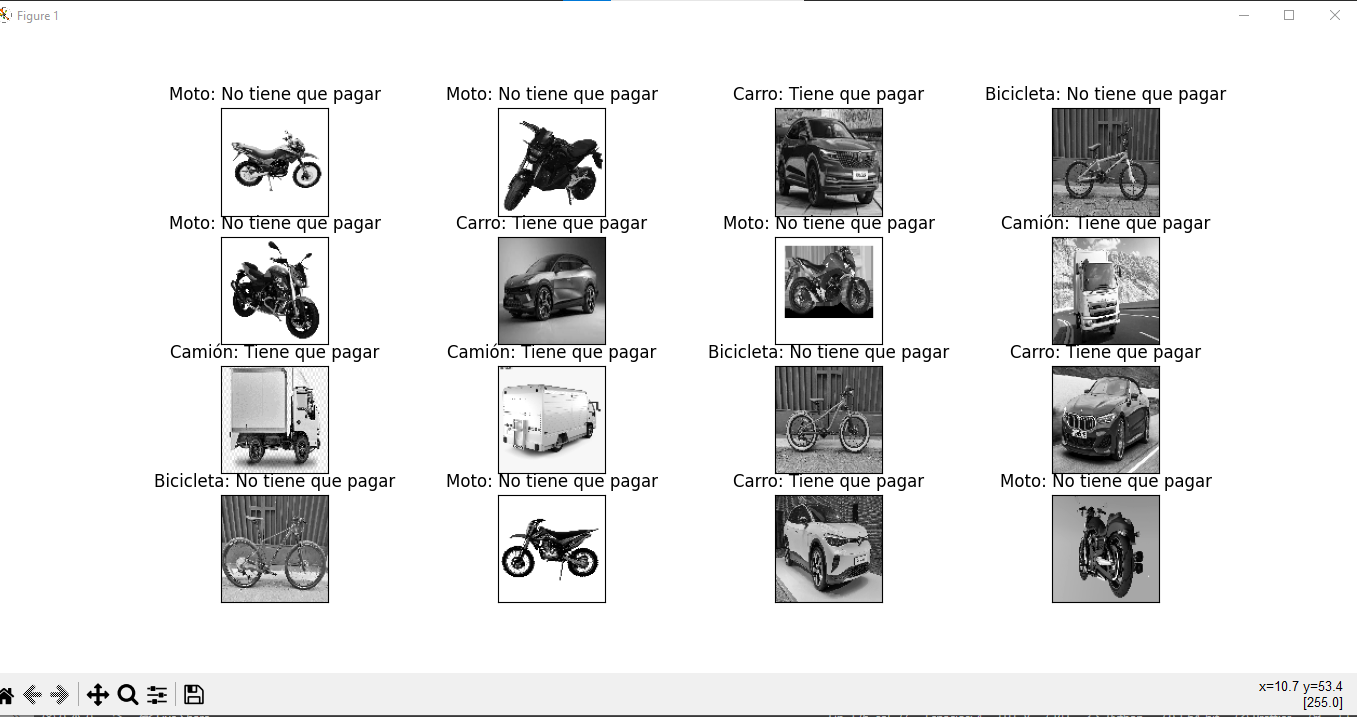 Figure 1
Moto: No tiene que pagar
Moto: No tiene que pagar
Carro: Tiene que pagar
Bicicleta: No tiene que pagar
Moto: No tiene que pagar
Carro: Tiene que pagar
Moto: No tiene que pagar
Camión: Tiene que pagar
Camión: Tiene que pagar
Camión: Tiene que pagar
Bicicleta: No tiene que pagar
Carro: Tiene que pagar
Bicicleta: No tiene que pagar
Moto: No tiene que pagar
Carro: Tiene que pagar
Moto: No tiene que pagar
x=10.7 y=53.4
[255.0]